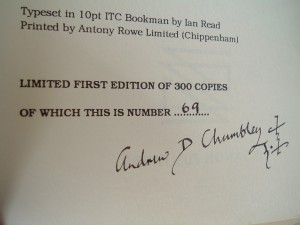 Typeset in 10pt ITC Bookman by Ian Read
Printed by Antony Rowe Limited (Chippenham)
LIMITED FIRST EDITION OF 300 COPIES
OF WHICH THIS IS NUMBER ...69...
Andrew D Chumbley